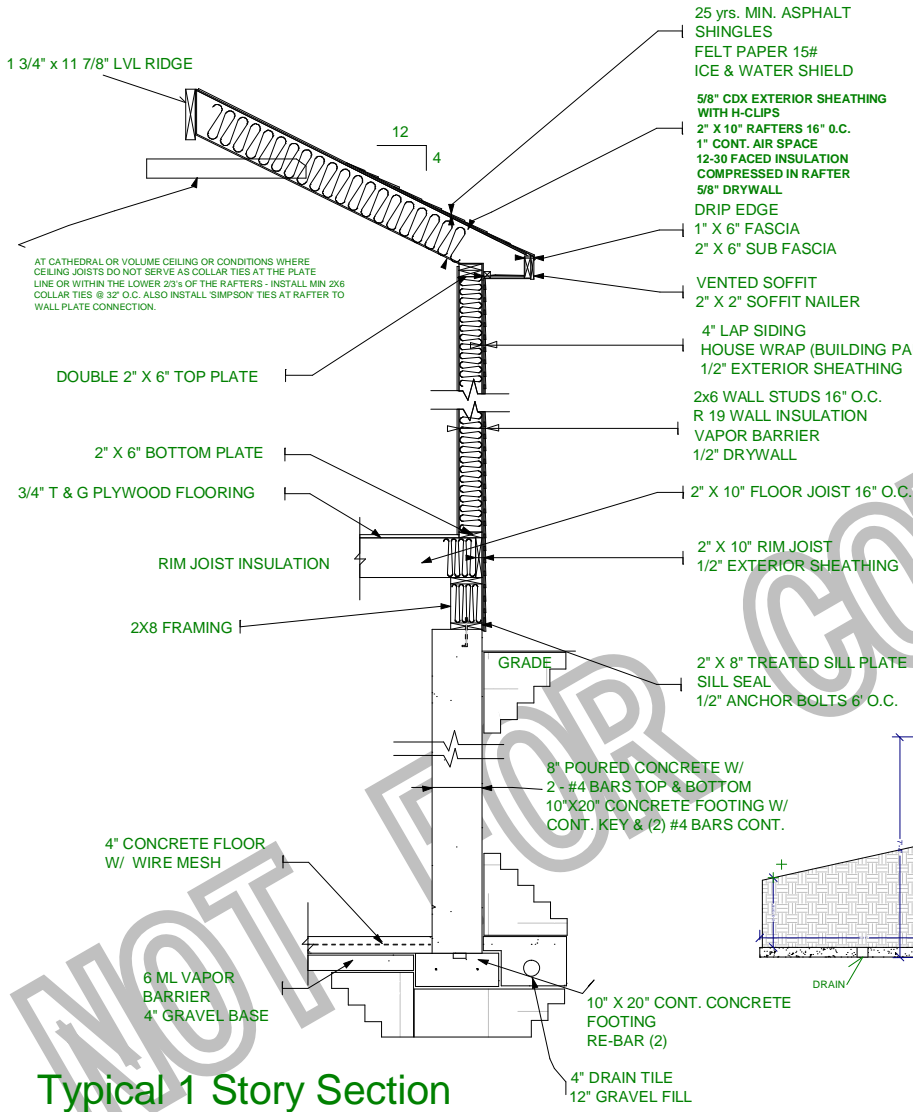 25 yrs. MIN. ASPHALT
SHINGLES
FELT PAPER 15#
ICE & WATER SHIELD
1 3/4" x 11 7/8" LVL RIDGE
5/8" CDX EXTERIOR SHEATHING
WITH H-CLIPS
2" X 10" RAFTERS 16" 0.C.
1" CONT. AIR SPACE
12-30 FACED INSULATION
COMPRESSED IN RAFTER
5/8" DRYWALL
12
4
DRIP EDGE
1" X 6" FASCIA
2" X 6" SUB FASCIA
AT CATHEDRAL OR VOLUME CEILING OR CONDITIONS WHERE
CEILING JOISTS DO NOT SERVE AS COLLAR TIES AT THE PLATE
LINE OR WITHIN THE LOWER 2/3's OF THE RAFTERS - INSTALL MIN 2X6
COLLAR TIES @ 32" O.C. ALSO INSTALL 'SIMPSON' TIES AT RAFTER TO
WALL PLATE CONNECTION.
VENTED SOFFIT
2" X 2" SOFFIT NAILER
4" LAP SIDING
HOUSE WRAP (BUILDING PA
1/2" EXTERIOR SHEATHING
DOUBLE 2" X 6" TOP PLATE
2x6 WALL STUDS 16" O.C.
R 19 WALL INSULATION
VAPOR BARRIER
1/2" DRYWALL
2" X 6" BOTTOM PLATE
3/4" T & G PLYWOOD FLOORING
2" X 10" FLOOR JOIST 16" O.C.
RIM JOIST INSULATION
2" X 10" RIM JOIST
1/2" EXTERIOR SHEATHING
2X8 FRAMING
GRADE
2" X 8" TREATED SILL PLATE
SILL SEAL
1/2" ANCHOR BOLTS 6' O.C.
8" POURED CONCRETE W/
2 - #4 BARS TOP & BOTTOM
10"X20" CONCRETE FOOTING W/
CONT. KEY & (2) #4 BARS CONT.
4" CONCRETE FLOOR
W/ WIRE MESH
6 ML VAPOR
BARRIER
4" GRAVEL BASE
DRAIN
10" X 20" CONT. CONCRETE
FOOTING
RE-BAR (2)
4" DRAIN TILE
12" GRAVEL FILL
Typical 1 Story Section
NOT FOR CO